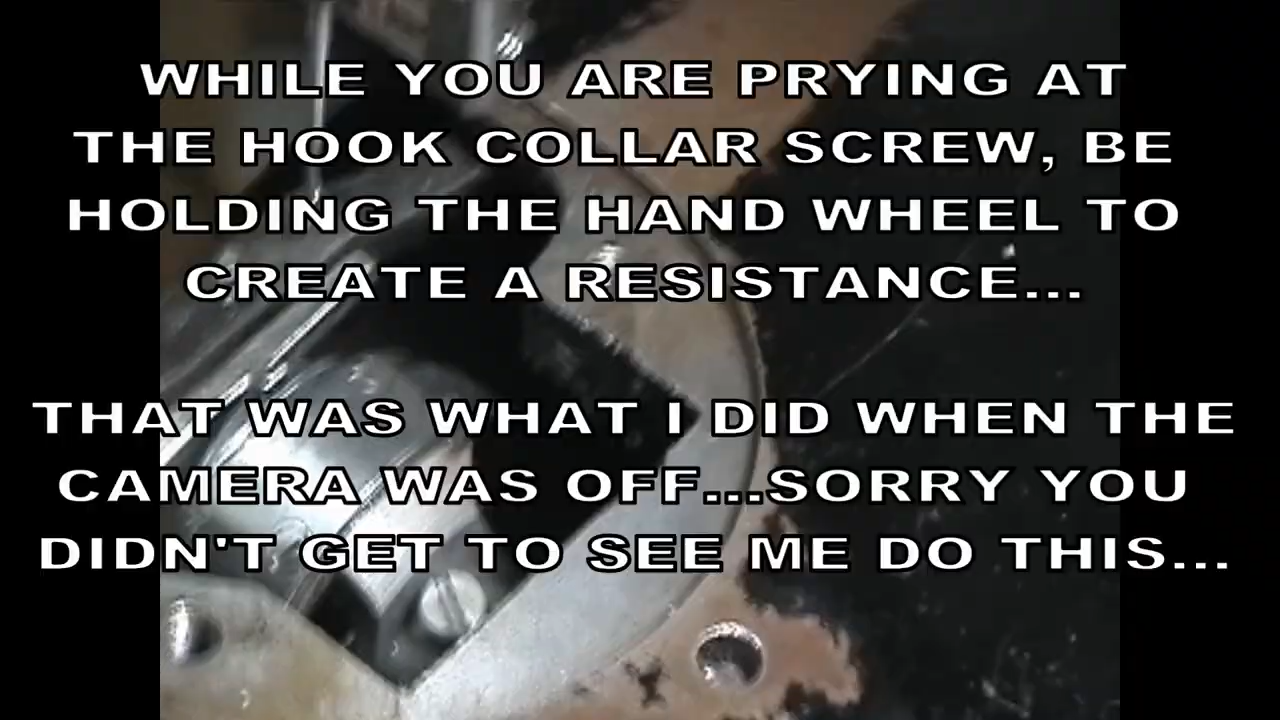 WHILE YOU ARE PRYING AT
THE HOOK COLLAR SCREW, BE
HOLDING THE HAND WHEEL TO
CREATE A RESISTANCE...
THAT WAS WHAT I DID WHEN THE
CAMERA WAS OFF...SORRY YOU
DIDN'T GET TO SEE ME DO THIS...